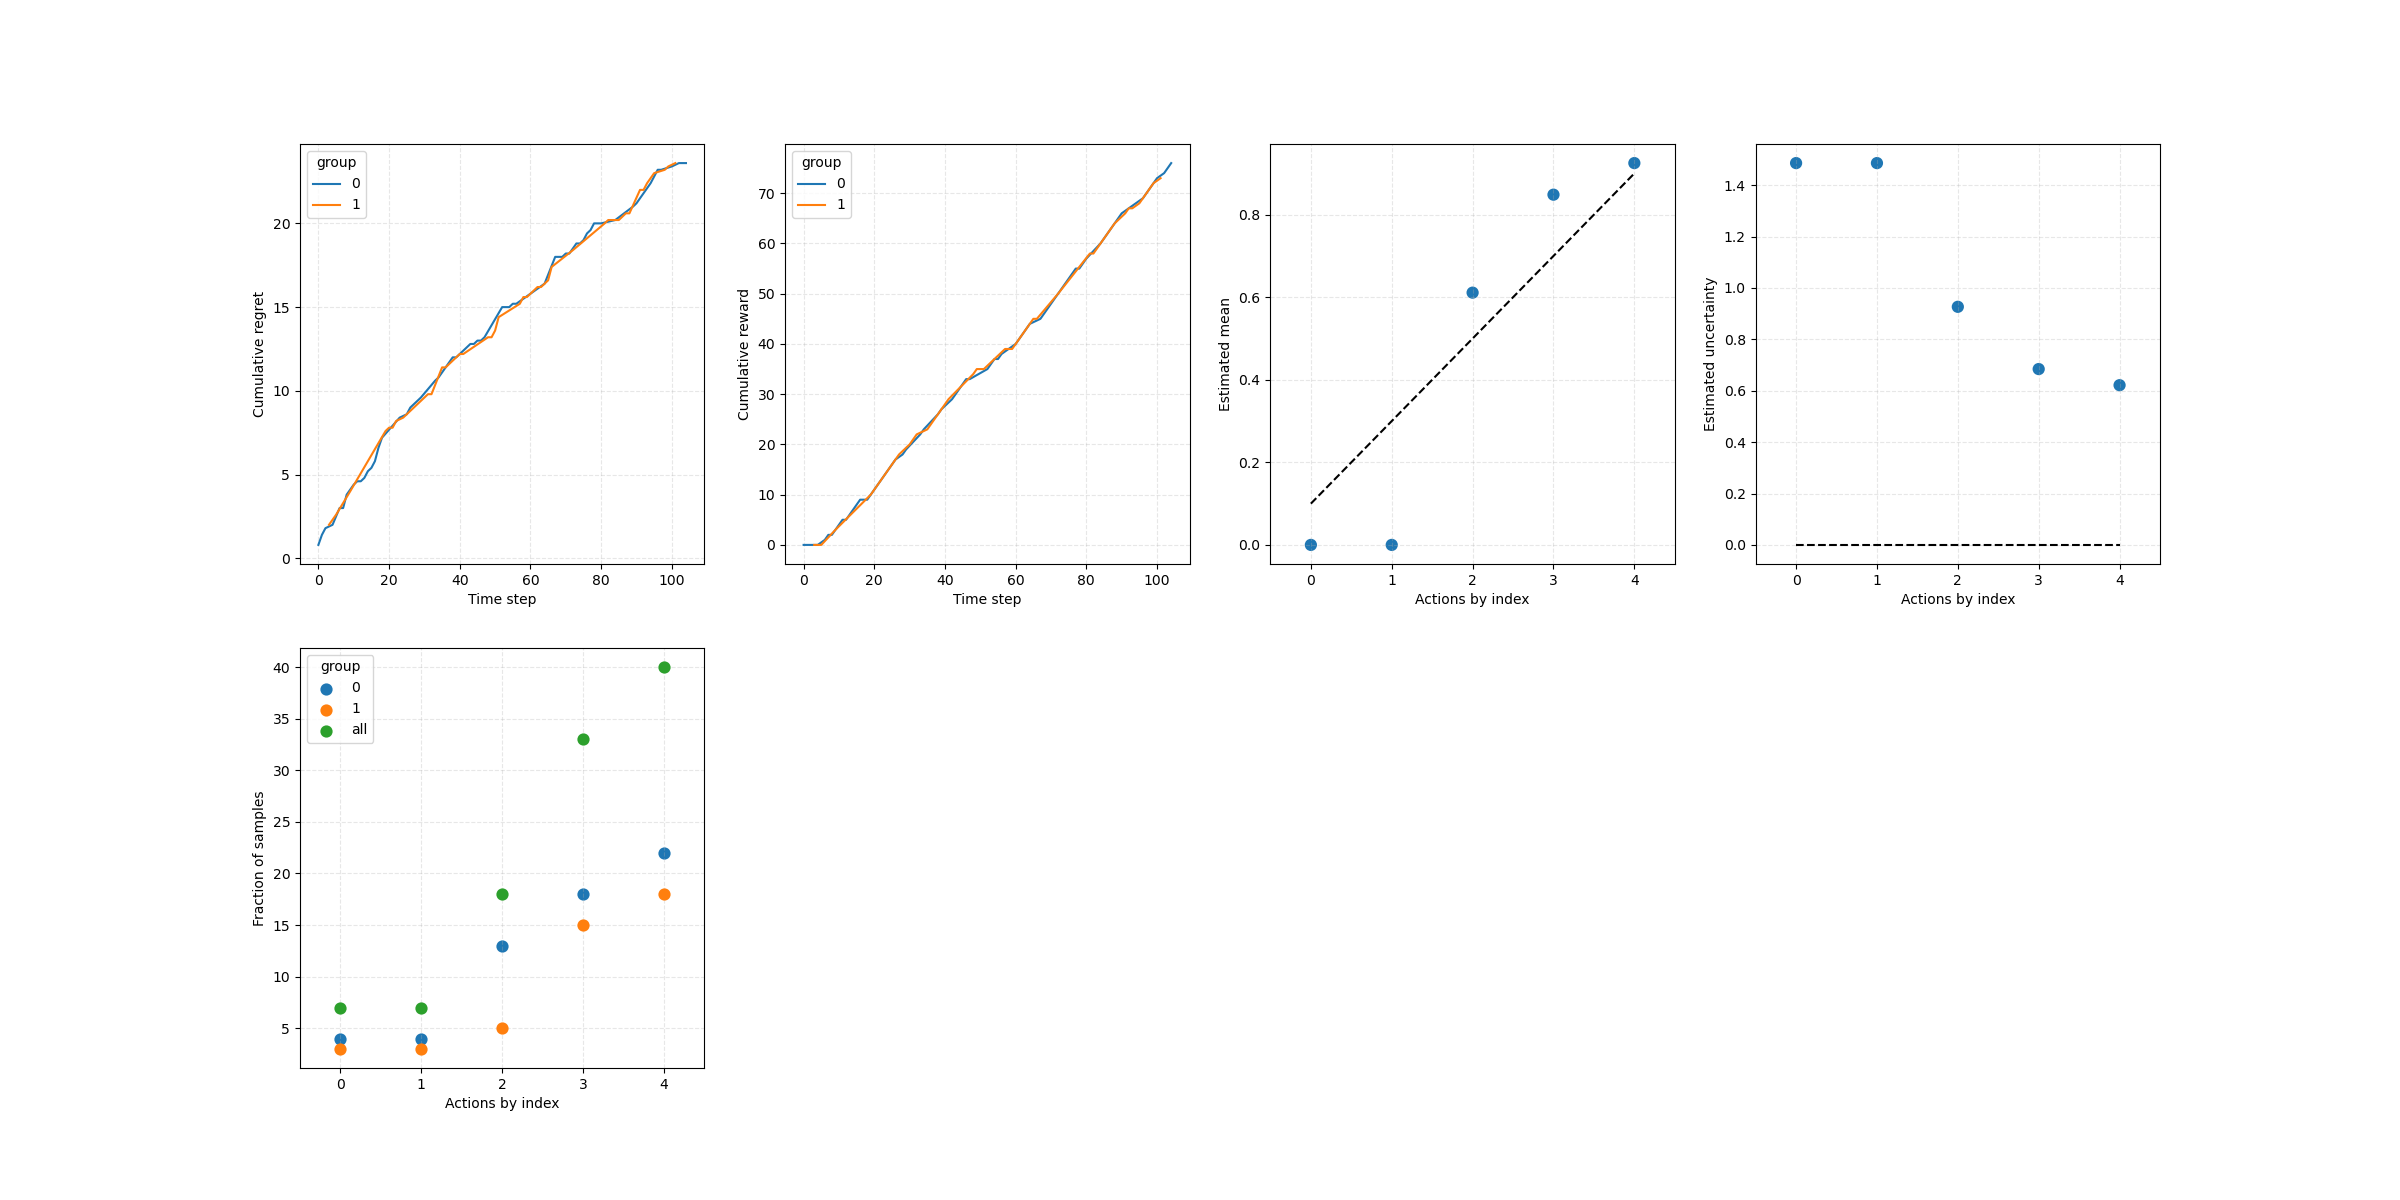 group
0
1
20
15
10
5
0
Cumulative regret
0 20 40 60 80 100
Time step
group
0
1
70
60
50
40
30
20
10
0
Cumulative reward
0 20 40 60 80 100
Time step
0.8
0.6
0.4
0.2
0.0
Estimated mean
0 1 2 3 4
Actions by index
1.4
1.2
1.0
0.8
0.6
0.4
0.2
0.0
Estimated uncertainty
0 1 2 3 4
Actions by index
group
0
1
all
40
35
30
25
20
15
10
5
Fraction of samples
0 1 2 3 4
Actions by index